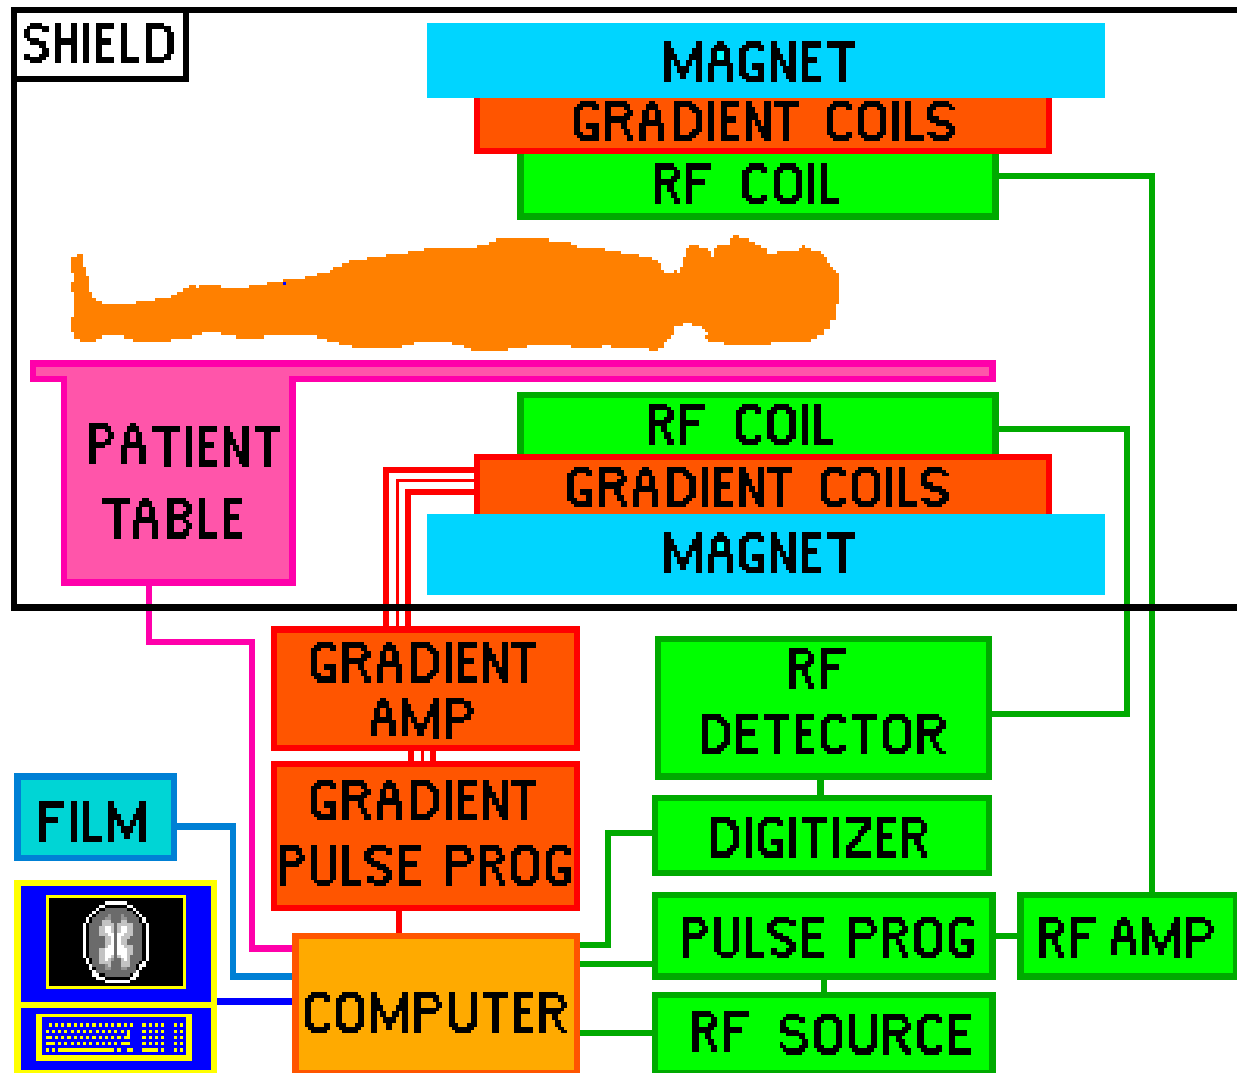 SHIELD
MAGNET
GRADIENT COILS
RF COIL
PATIENT
TABLE
RF COIL
GRADIENT COILS
MAGNET
GRADIENT
AMP
RF
DETECTOR
FILM
GRADIENT
PULSE PROG
DIGITIZER
PULSE PROG
RF AMP
COMPUTER
RF SOURCE